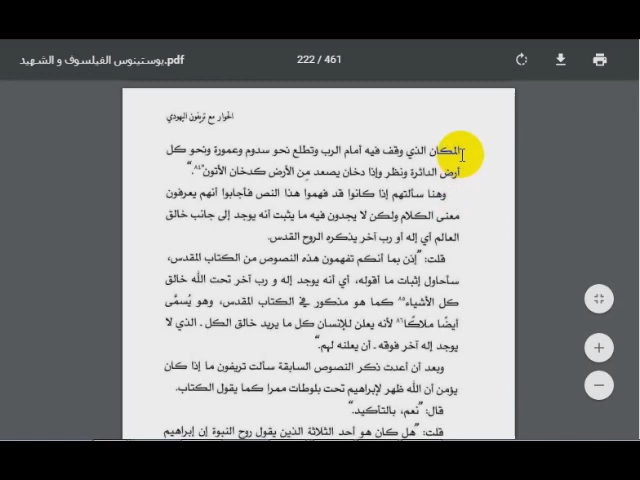 يوستينوس الفيلسوف و الشهيد.pdf
222 / 461
الحوار مع تريفون اليهودي
المكان الذي وقف فيه أمام الرب وتطلع نحو سدوم وعمورة ونحو كل
أرض الدائرة ونظر وإذا دخان يصعد مِن الأرض كدخان الأتون"٨٤."
وهنا سألتهم إذا كانوا قد فهموا هذا النص فأجابوا أنهم يعرفون
معنى الكلام ولكن لا يجدون فيه ما يثبت أنه يوجد إلى جانب خالق
العالم أي إله أو رب آخر يذكره الروح القدس.
قلت: "إذن بما أنكم تفهمون هذه النصوص من الكتاب المقدس،
سأحاول إثبات ما أقوله، أي أنه يوجد إله و رب آخر تحت الله خالق
كل الأشياء٨٥ كما هو مذكور في الكتاب المقدس، وهو يُسمَّى
أيضًا ملاكًا٨٦ لأنه يعلن للإنسان كل ما يريد خالق الكل ـ الذي لا
يوجد إله آخر فوقه ـ أن يعلنه لهم."
وبعد أن أعدت ذكر النصوص السابقة سألت تريفون ما إذا كان
يؤمن أن الله ظهر لإبراهيم تحت بلوطات ممرا كما يقول الكتاب.
قال: "نعم، بالتأكيد."
قلت: "هل كان هو أحد الثلاثة الذين يقول روح النبوة إن إبراهيم